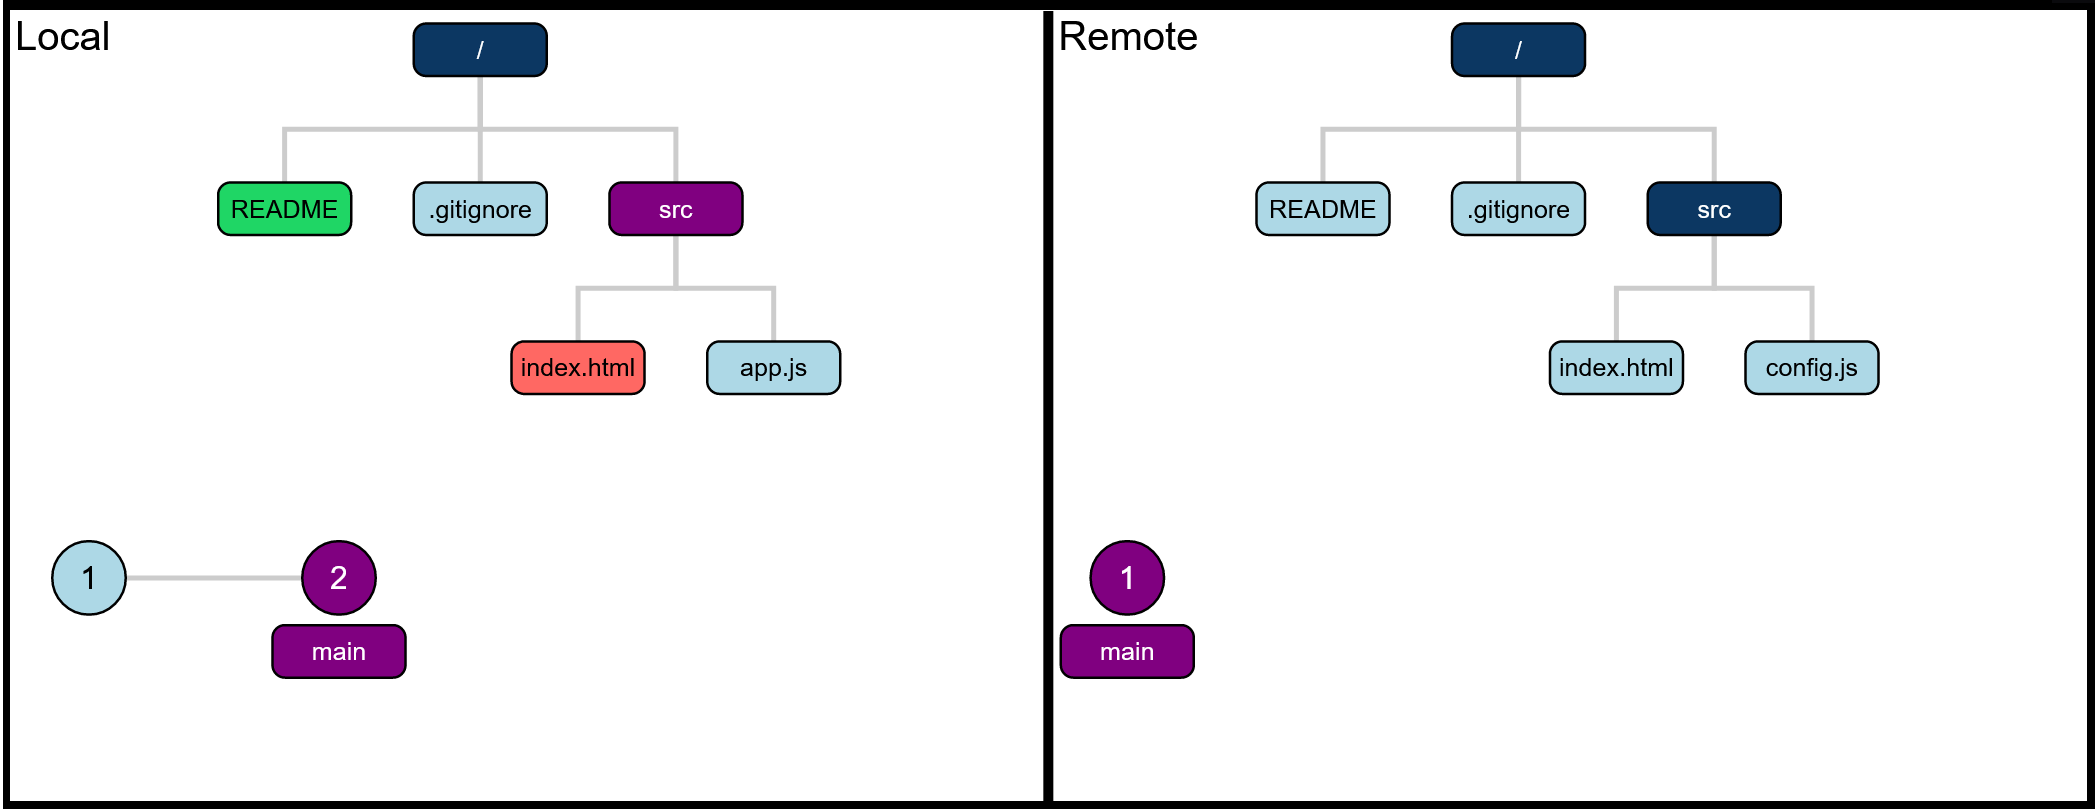 Local
/
README
.gitignore
src
index.html
app.js
1
2
main
Remote
/
README
.gitignore
src
index.html
config.js
1
main